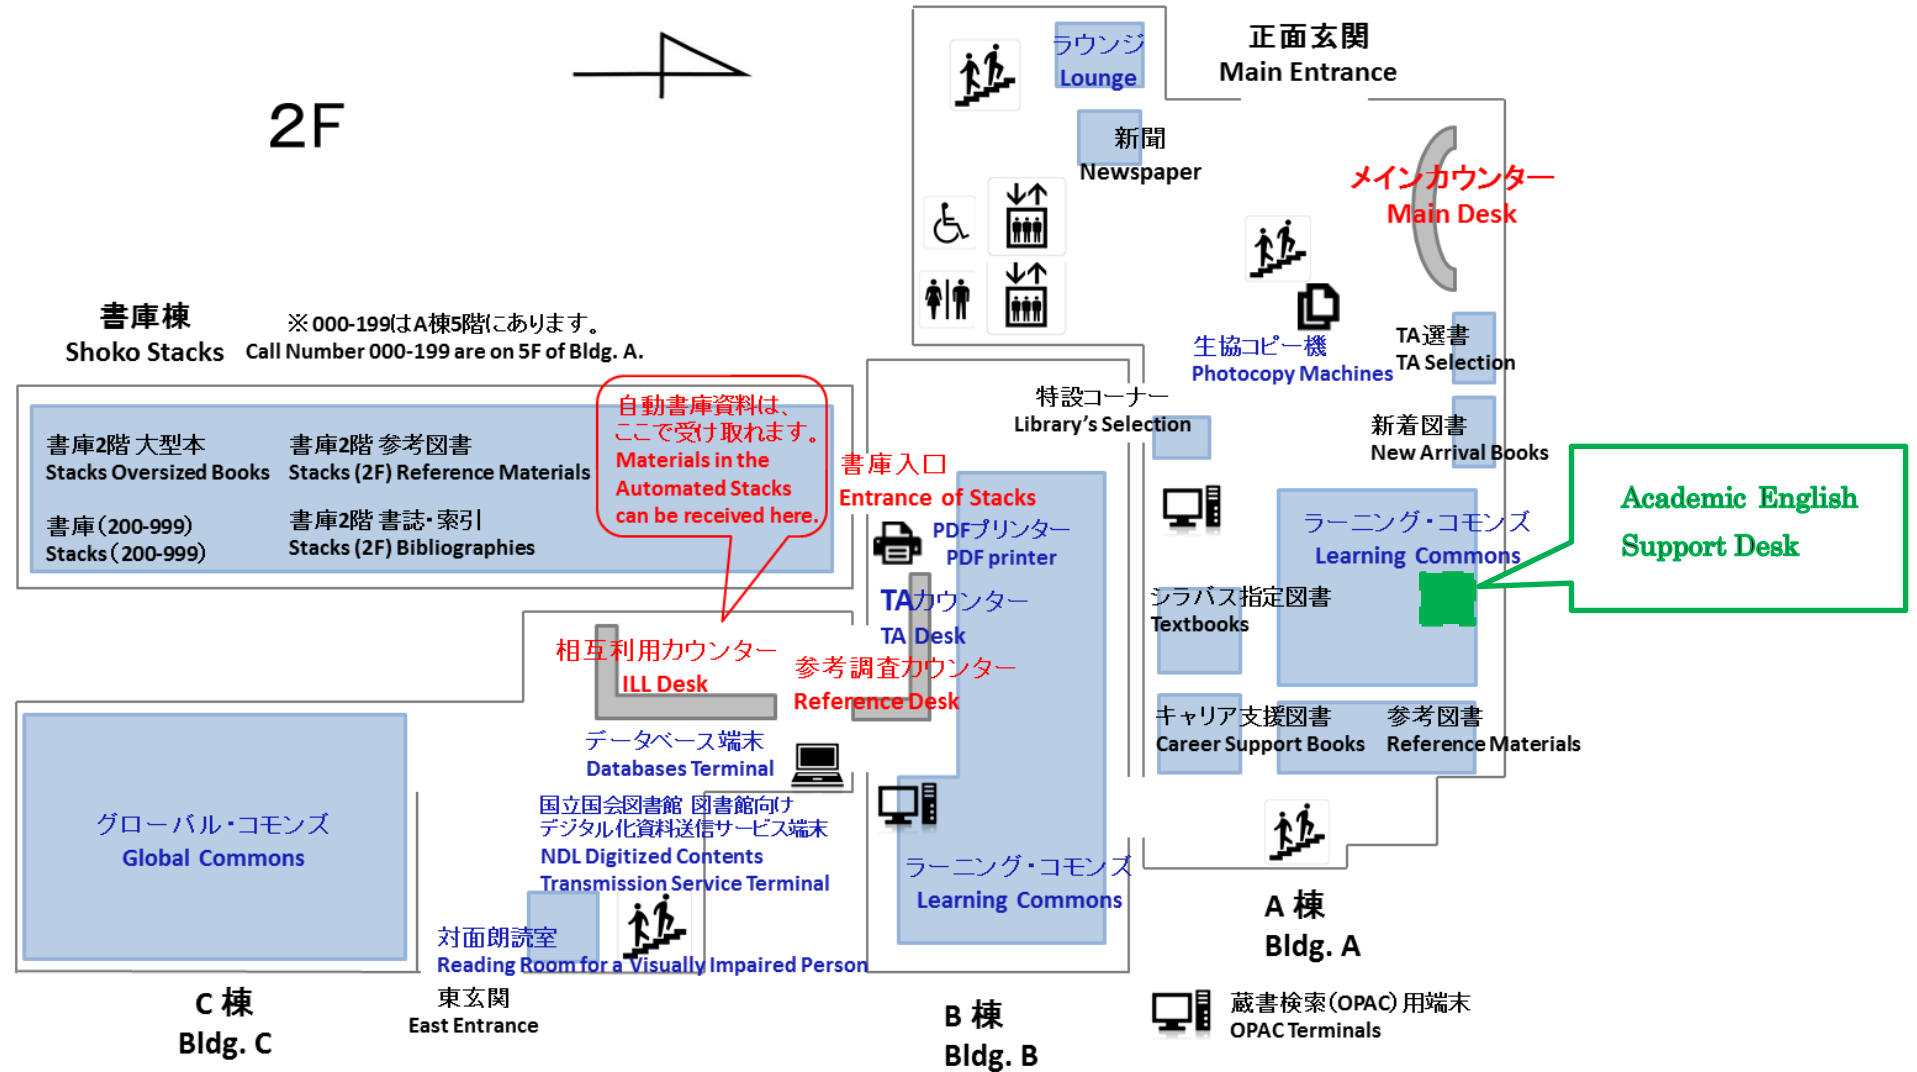 2F
正面玄関
Main Entrance
ラウンジ
Lounge
新聞
Newspaper
メインカウンター
Main Desk
書庫棟
Shoko Stacks
※000-199はA棟5階にあります。
Call Number 000-199 are on 5F of Bldg. A.
生協コピー機
Photocopy Machines
TA選書
TA Selection
特設コーナー
Library's Selection
新着図書
New Arrival Books
自動書庫資料は、
ここで受け取れます。
Materials in the
Automated Stacks
can be received here.
書庫2階 大型本
Stacks Oversized Books
書庫2階 参考図書
Stacks (2F) Reference Materials
書庫(200-999)
Stacks(200-999)
書庫2階 書誌・索引
Stacks (2F) Bibliographies
書庫入口
Entrance of Stacks
PDFプリンター
PDF printer
TAカウンター
TA Desk
ラーニング・コモンズ
Learning Commons
Academic English
Support Desk
シラバス指定図書
Textbooks
相互利用カウンター
ILL Desk
参考調査カウンター
Reference Desk
キャリア支援図書
Career Support Books
参考図書
Reference Materials
データベース端末
Databases Terminal
国立国会図書館 図書館向け
デジタル化資料送信サービス端末
NDL Digitized Contents
Transmission Service Terminal
グローバル・コモンズ
Global Commons
ラーニング・コモンズ
Learning Commons
対面朗読室
Reading Room for a Visually Impaired Person
東玄関
East Entrance
A 棟
Bldg. A
B 棟
Bldg. B
C 棟
Bldg. C
蔵書検索(OPAC)用端末
OPAC Terminals